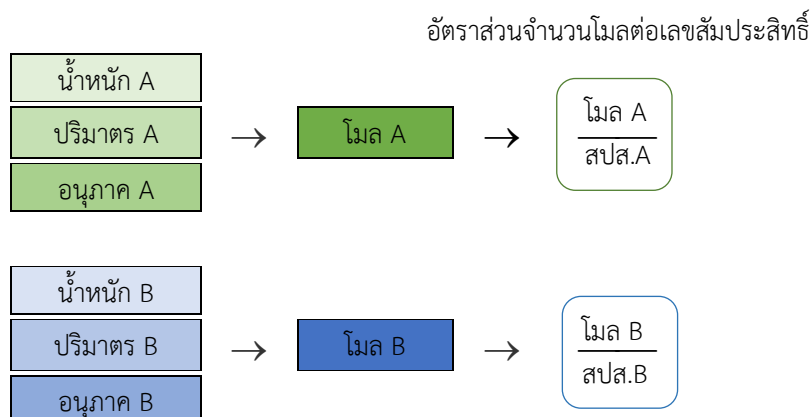 อัตราส่วนจำนวนโมลต่อเลขสัมประสิทธิ์
น้ำหนัก A
ปริมาตร A
อนุภาค A
→
โมล A
→
โมล A
สปส.A
น้ำหนัก B
ปริมาตร B
อนุภาค B
→
โมล B
→
โมล B
สปส.B